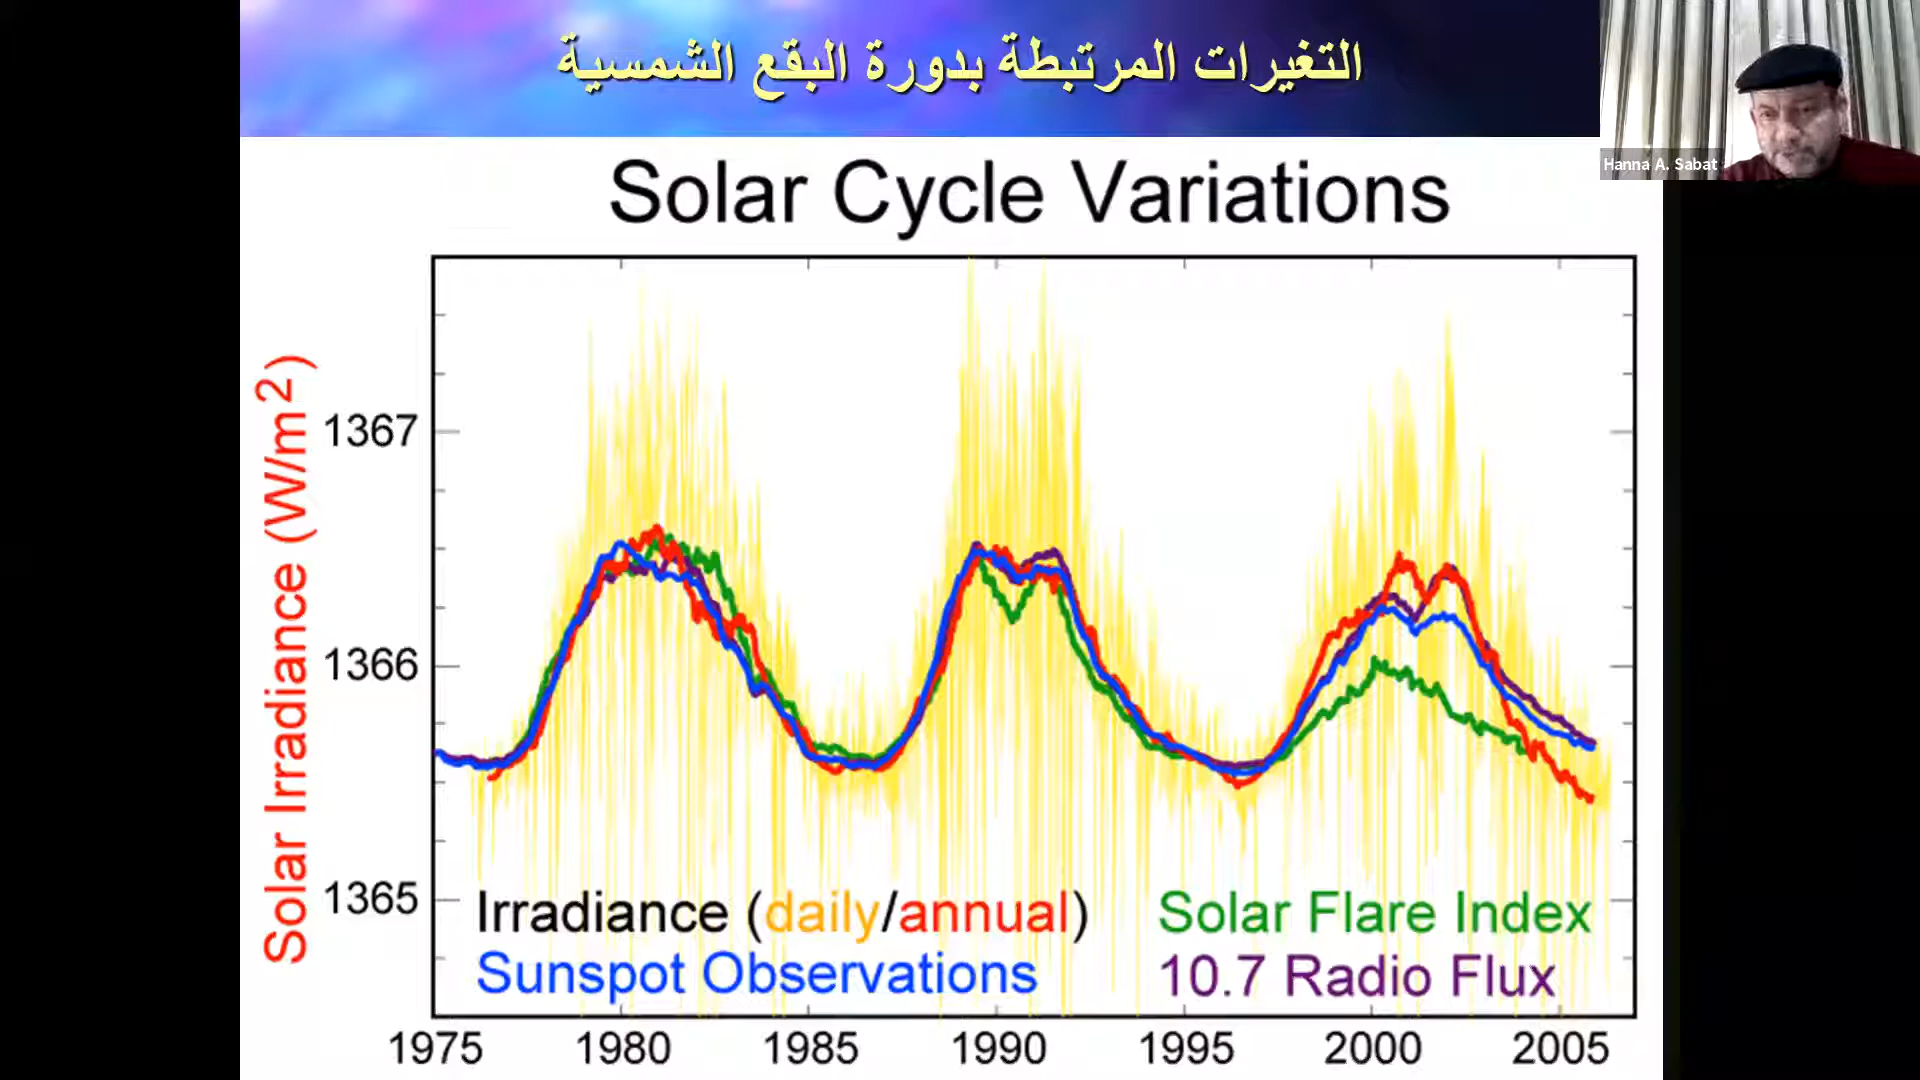 التغيرات المرتبطة بدورة البقع الشمسية
Hanna A. Sabat
Solar Cycle Variations
Solar Irradiance (W/m2)
1367
1366
1365
Irradiance (daily/annual)
Solar Flare Index
Sunspot Observations
10.7 Radio Flux
1975 1980 1985 1990 1995 2000 2005